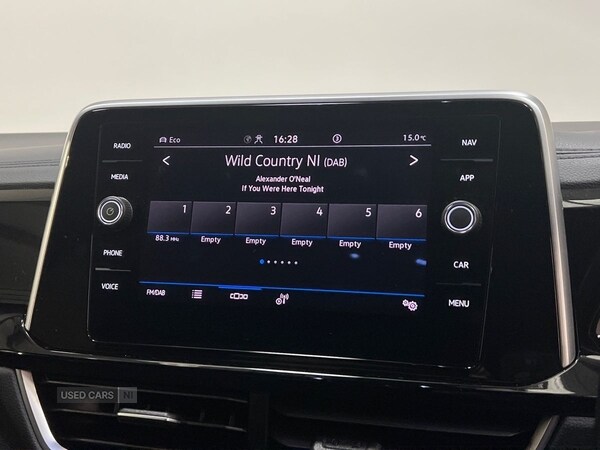 RADIO
MEDIA
PHONE
VOICE
Eco 16:28 3 15.0°C
< Wild Country NI (DAB) >
Alexander O'Neal
If You Were Here Tonight
1 2 3 4 5 6
88.3 MHz Empty Empty Empty Empty Empty
FM/DAB
NAV
APP
CAR
MENU
USED CARS NI